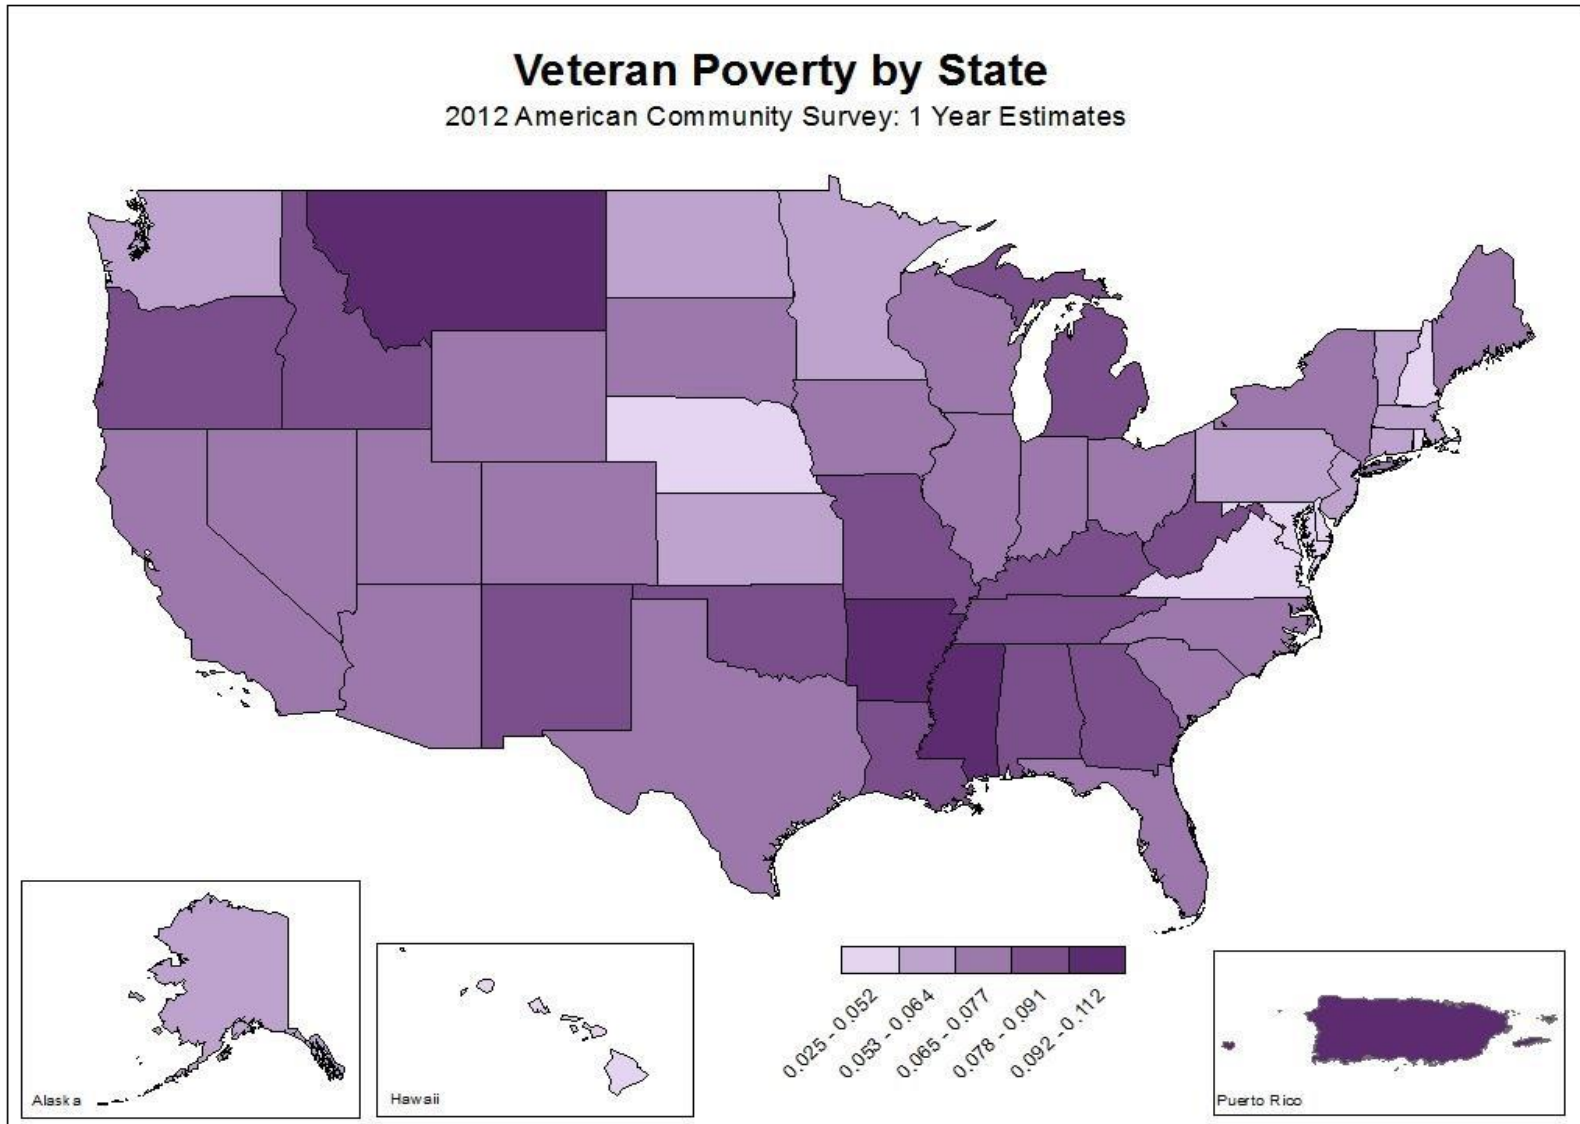 Veteran Poverty by State
2012 American Community Survey: 1 Year Estimates
0.025 - 0.052
0.053 - 0.064
0.065 - 0.077
0.078 - 0.091
0.092 - 0.112
Alaska
Hawaii
Puerto Rico